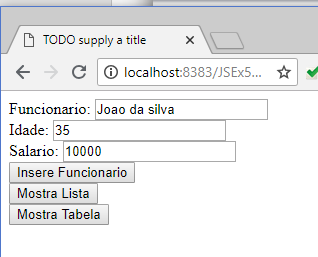 TODO supply a title
localhost:8383/JSEx5...
Funcionario: Joao da silva
Idade: 35
Salario: 10000
Insere Funcionario
Mostra Lista
Mostra Tabela